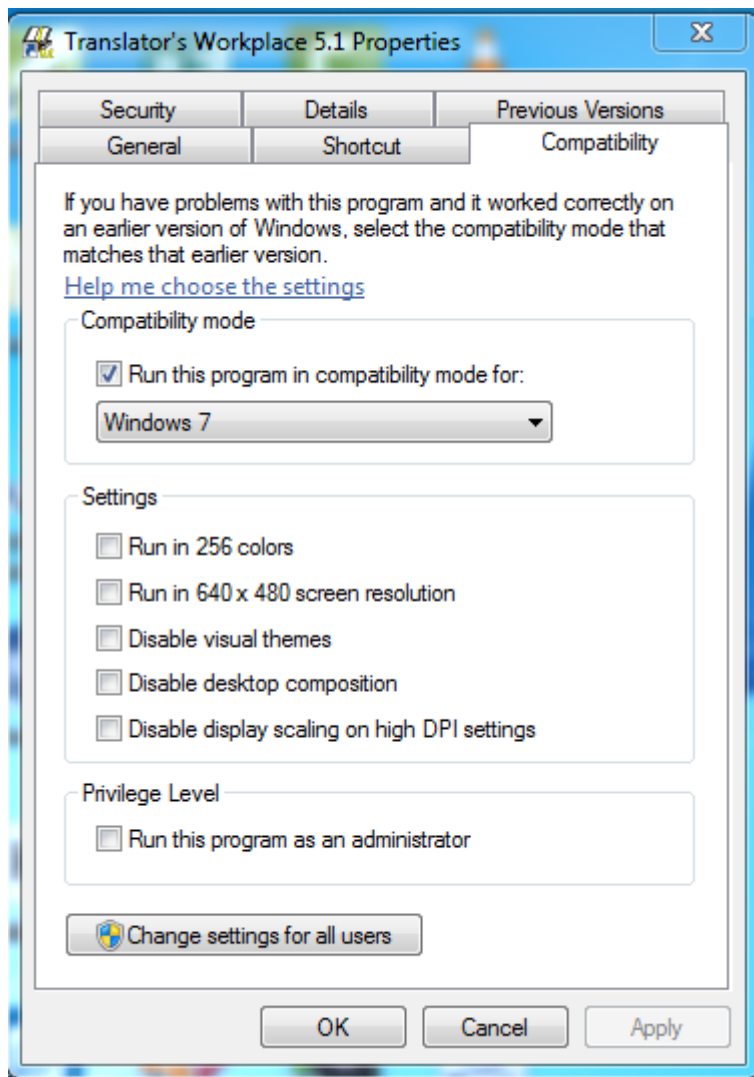 Translator's Workplace 5.1 Properties
Security
Details
Previous Versions
General
Shortcut
Compatibility
If you have problems with this program and it worked correctly on
an earlier version of Windows, select the compatibility mode that
matches that earlier version.
Help me choose the settings
Compatibility mode
Run this program in compatibility mode for:
Windows 7
Settings
Run in 256 colors
Run in 640 x 480 screen resolution
Disable visual themes
Disable desktop composition
Disable display scaling on high DPI settings
Privilege Level
Run this program as an administrator
Change settings for all users
OK
Cancel
Apply